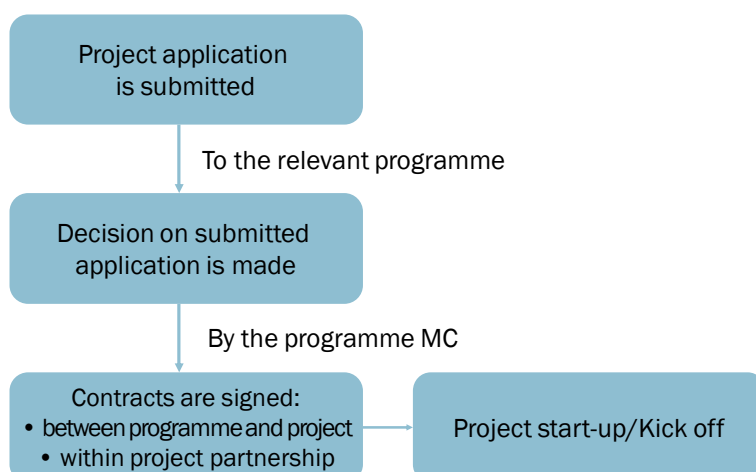 Project application
is submitted
To the relevant programme
Decision on submitted
application is made
By the programme MC
Contracts are signed:
• between programme and project
• within project partnership
Project start-up/Kick off